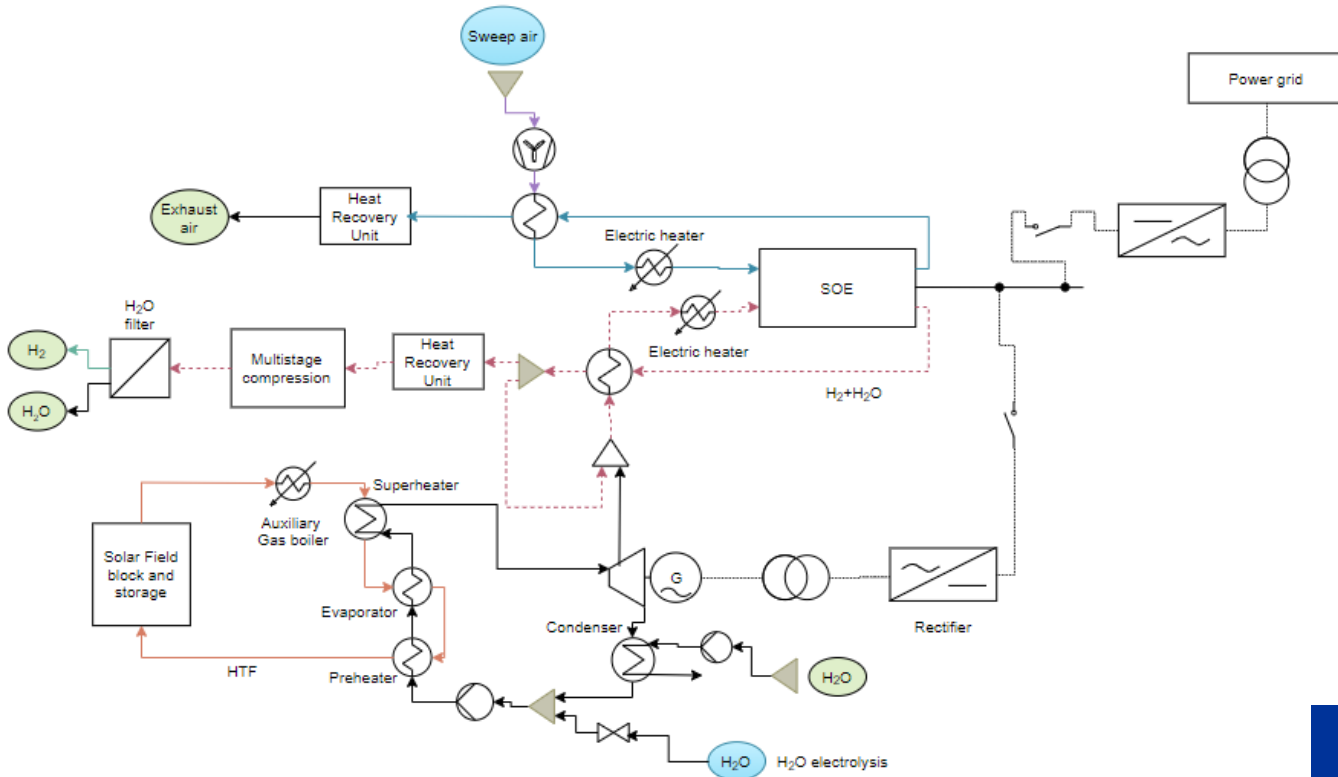 Sweep air
Power grid
Exhaust
air
Heat
Recovery
Unit
Electric heater
SOE
H₂O
filter
H₂
H₂O
Multistage
compression
Heat
Recovery
Unit
Electric heater
H₂+H₂O
Superheater
Auxiliary
Gas boiler
Solar Field
block and
storage
Evaporator
G
Condenser
Rectifier
HTF
Preheater
H₂O
H₂O
H₂O electrolysis